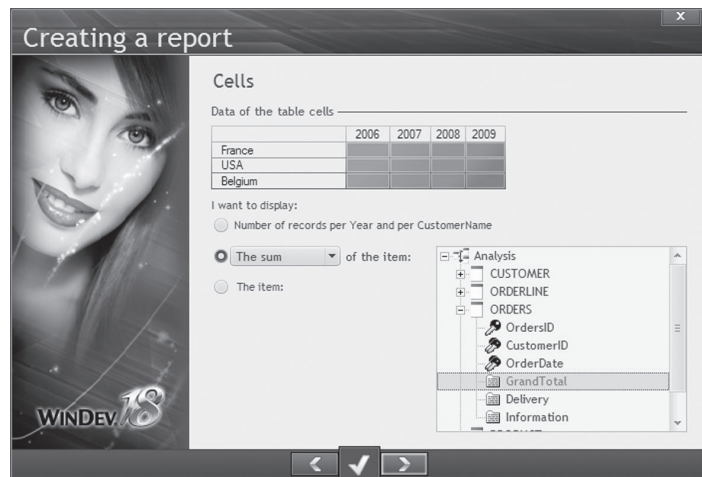 X
Creating a report
Cells
Data of the table cells
2006 2007 2008 2009
France
USA
Belgium
I want to display:
Number of records per Year and per CustomerName
The sum of the item:
The item:
Analysis
CUSTOMER
ORDERLINE
ORDERS
OrdersID
CustomerID
OrderDate
GrandTotal
Delivery
Information
PRODUCT
WINDEV 18